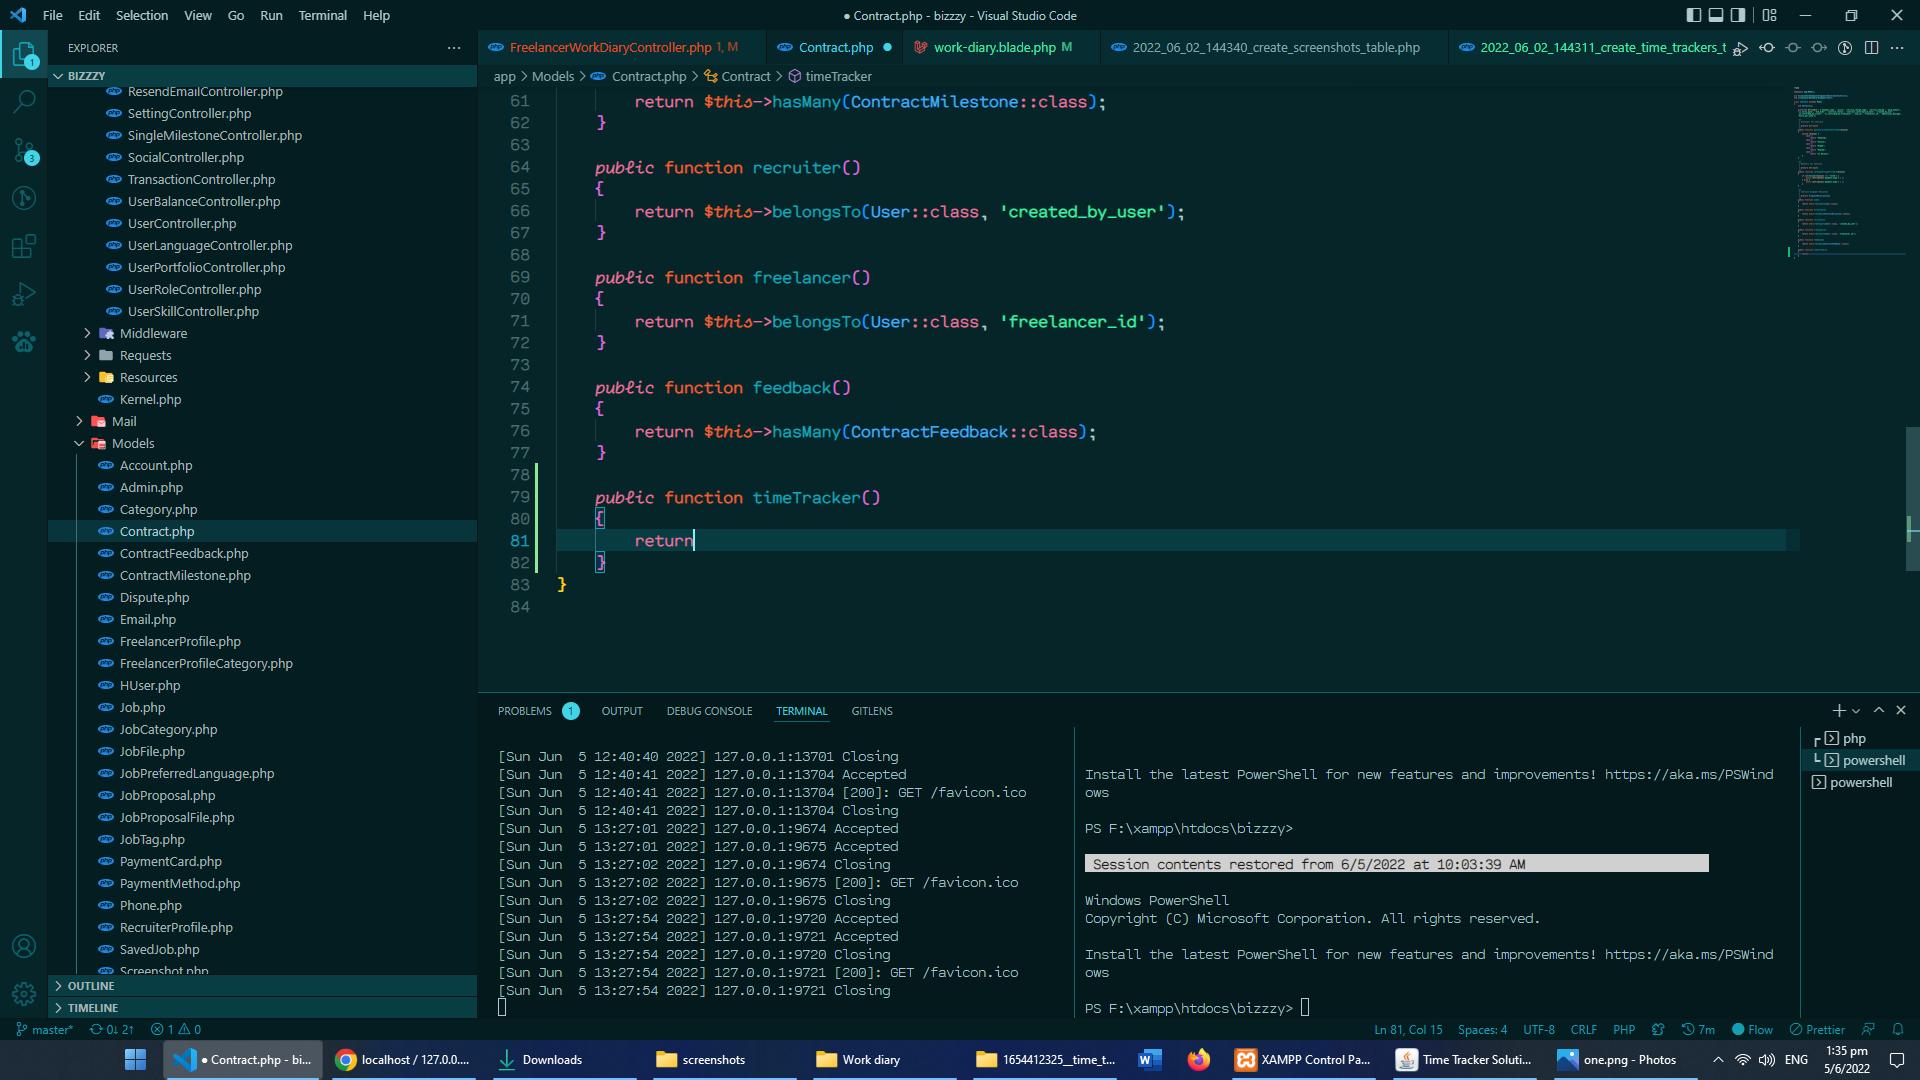 File Edit Selection View Go Run Terminal Help
● Contract.php - bizzzy - Visual Studio Code
EXPLORER
FreelancerWorkDiaryController.php 1, M
Contract.php
work-diary.blade.php M
2022_06_02_144340_create_screenshots_table.php
2022_06_02_144311_create_time_trackers_t
BIZZZY
app > Models > Contract.php > Contract > timeTracker
ResendEmailController.php
SettingController.php
SingleMilestoneController.php
SocialController.php
TransactionController.php
UserBalanceController.php
UserController.php
UserLanguageController.php
UserPortfolioController.php
UserRoleController.php
UserSkillController.php
Middleware
Requests
Resources
Kernel.php
Mail
Models
Account.php
Admin.php
Category.php
Contract.php
ContractFeedback.php
ContractMilestone.php
Dispute.php
Email.php
FreelancerProfile.php
FreelancerProfileCategory.php
HUser.php
Job.php
JobCategory.php
JobFile.php
JobPreferredLanguage.php
JobProposal.php
JobProposalFile.php
JobTag.php
PaymentCard.php
PaymentMethod.php
Phone.php
RecruiterProfile.php
SavedJob.php
Screenshot.php
OUTLINE
TIMELINE
61 return $this->hasMany(ContractMilestone::class);
62 }
63
64 public function recruiter()
65 {
66 return $this->belongsTo(User::class, 'created_by_user');
67 }
68
69 public function freelancer()
70 {
71 return $this->belongsTo(User::class, 'freelancer_id');
72 }
73
74 public function feedback()
75 {
76 return $this->hasMany(ContractFeedback::class);
77 }
78
79 public function timeTracker()
80 {
81 return
82 }
83 }
84
PROBLEMS 1 OUTPUT DEBUG CONSOLE TERMINAL GITLENS
[Sun Jun  5 12:40:40 2022] 127.0.0.1:13701 Closing
[Sun Jun  5 12:40:41 2022] 127.0.0.1:13704 Accepted
[Sun Jun  5 12:40:41 2022] 127.0.0.1:13704 [200]: GET /favicon.ico
[Sun Jun  5 12:40:41 2022] 127.0.0.1:13704 Closing
[Sun Jun  5 13:27:01 2022] 127.0.0.1:9674 Accepted
[Sun Jun  5 13:27:01 2022] 127.0.0.1:9675 Accepted
[Sun Jun  5 13:27:02 2022] 127.0.0.1:9674 Closing
[Sun Jun  5 13:27:02 2022] 127.0.0.1:9675 [200]: GET /favicon.ico
[Sun Jun  5 13:27:02 2022] 127.0.0.1:9675 Closing
[Sun Jun  5 13:27:54 2022] 127.0.0.1:9720 Accepted
[Sun Jun  5 13:27:54 2022] 127.0.0.1:9721 Accepted
[Sun Jun  5 13:27:54 2022] 127.0.0.1:9720 Closing
[Sun Jun  5 13:27:54 2022] 127.0.0.1:9721 [200]: GET /favicon.ico
[Sun Jun  5 13:27:54 2022] 127.0.0.1:9721 Closing
Install the latest PowerShell for new features and improvements! https://aka.ms/PSWind
ows
PS F:\xampp\htdocs\bizzzy>
Session contents restored from 6/5/2022 at 10:03:39 AM
Windows PowerShell
Copyright (C) Microsoft Corporation. All rights reserved.
Install the latest PowerShell for new features and improvements! https://aka.ms/PSWind
ows
PS F:\xampp\htdocs\bizzzy>
php
powershell
powershell
1
3
master* 0↓ 2↑ 1 0
Ln 81, Col 15 Spaces: 4 UTF-8 CRLF PHP 7m Flow Prettier
● Contract.php - bi...
localhost / 127.0.0....
Downloads
screenshots
Work diary
1654412325__time_t...
XAMPP Control Pa...
Time Tracker Soluti...
one.png - Photos
ENG
1:35 pm
5/6/2022